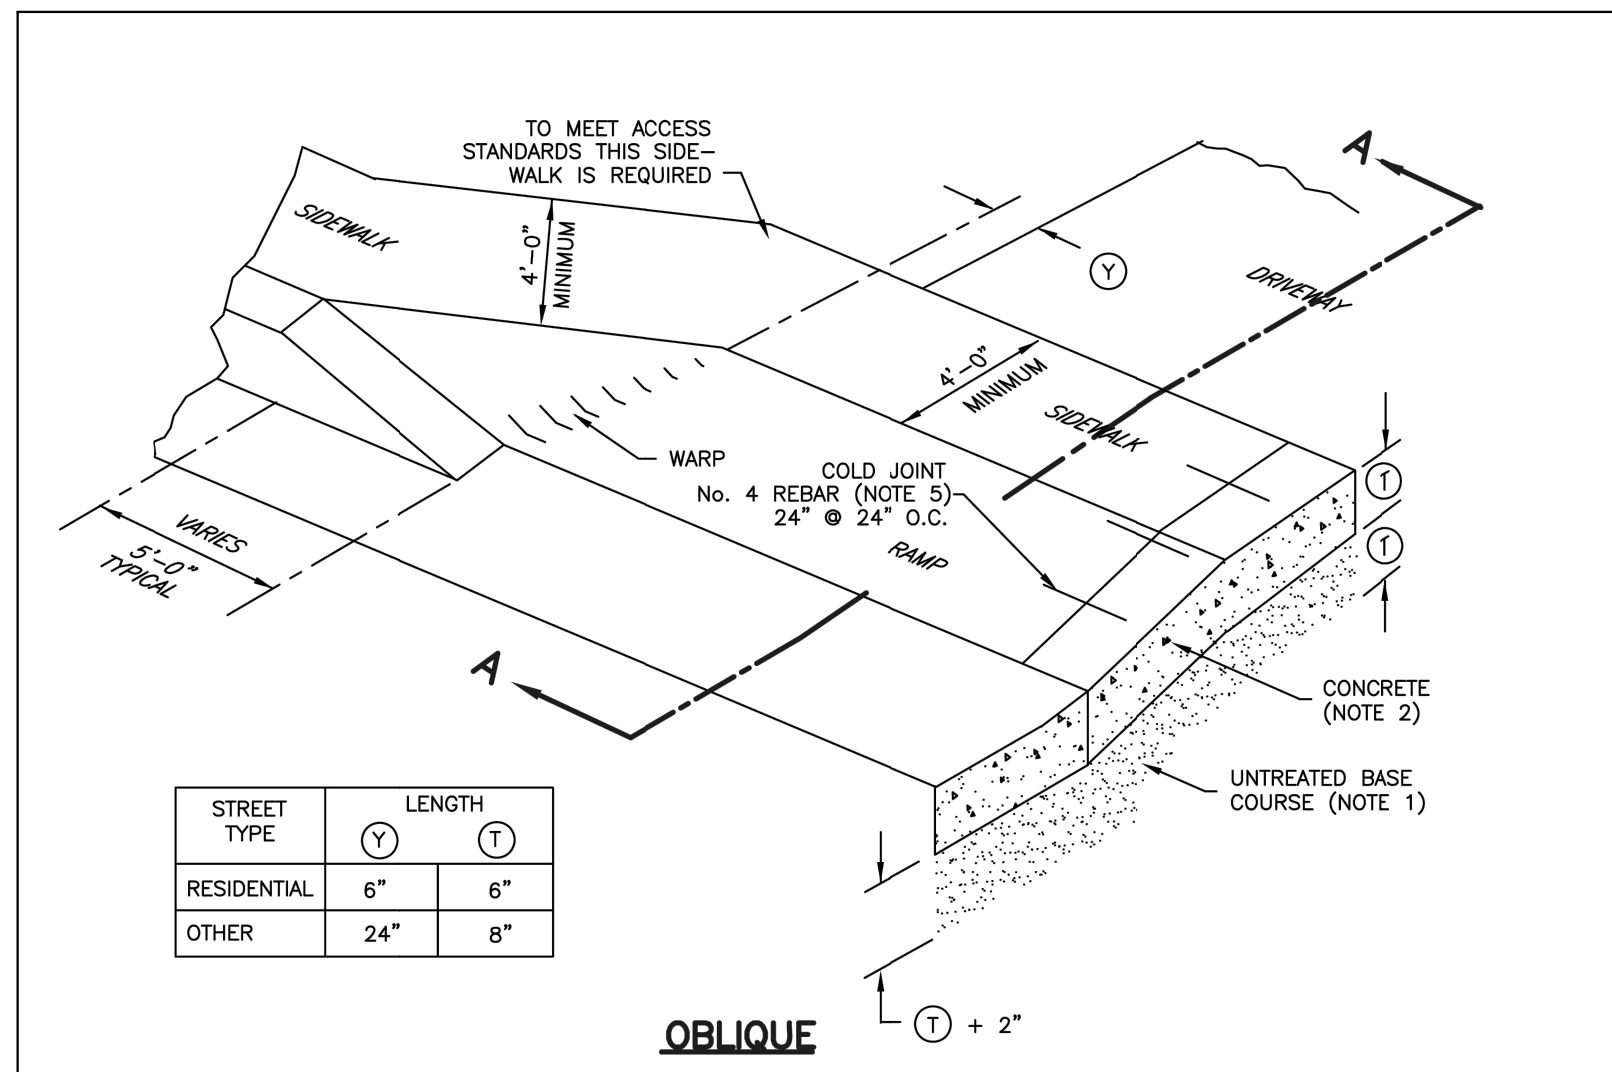 TO MEET ACCESS
STANDARDS THIS SIDE-
WALK IS REQUIRED
A
SIDEWALK
4'-0"
MINIMUM
Y
DRIVEWAY
4'-0"
MINIMUM
SIDEWALK
WARP
COLD JOINT
No. 4 REBAR (NOTE 5)
24" @ 24" O.C.
T
T
VARIES
5'-0"
TYPICAL
RAMP
A
CONCRETE
(NOTE 2)
UNTREATED BASE
COURSE (NOTE 1)
STREET
TYPE
LENGTH
Y T
RESIDENTIAL 6" 6"
OTHER 24" 8"
T + 2"
OBLIQUE